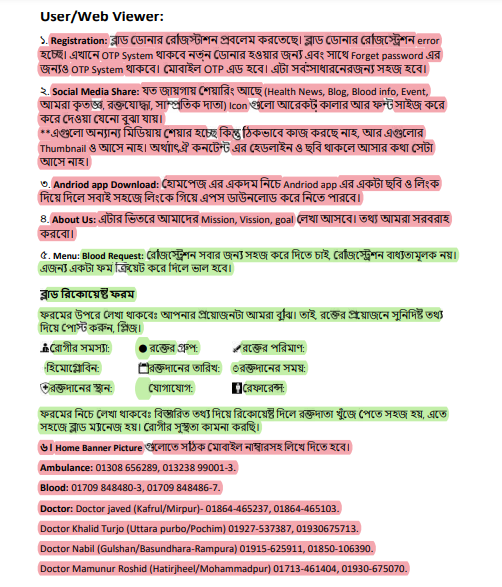 User/Web Viewer:
১. Registration: ব্লাড ডোনার রেজিস্টাশন প্রবলেম করতেছে। ব্লাড ডোনার রেজিস্ট্রেশন error
হচ্ছে। এখানে OTP System থাকবে নতুন ডোনার হওয়ার জন্য এবং সাথে Forget password এর
জন্যও OTP System থাকবে। মোবাইল OTP এড হবে। এটা সর্বসাধারনেরজন্য সহজ হবে।
২. Social Media Share: যত জায়গায় শেয়ারিং আছে (Health News, Blog, Blood info, Event,
আমরা কৃতজ্ঞ, রক্তযোদ্ধা, সাম্প্রতিক দাতা) Icon গুলো আরেকটু কালার আর ফন্ট সাইজ করে
করে দেওয়া যেনো বুঝা যায়।
**এগুলো অন্যান্য মিডিয়ায় শেয়ার হচ্ছে কিন্তু ঠিকভাবে কাজ করছে নাহ, আর এগুলোর
Thumbnail ও আসে নাহ। অর্থ্যাৎ কনটেন্ট এর হেডলাইন ও ছবি থাকলে আসার কথা সেটা
আসে নাহ।
৩. Andriod app Download: হোমপেজ এর একদম নিচে Andriod app এর একটা ছবি ও লিংক
দিয়ে দিলে সবাই সহজে লিংকে গিয়ে এপস ডাউনলোড করে নিতে পারবে।
৪. About Us: এটার ভিতরে আমাদের Mission, Vission, goal লেখা আসবে। তথ্য আমরা সরবরাহ
করবো।
৫. Menu: Blood Request: রেজিস্ট্রেশন সবার জন্য সহজ করে দিতে চাই, রেজিস্ট্রেশন বাধ্যতামূলক নয়।
এজন্য একটা ফম ক্রিয়েট করে দিলে ভাল হবে।
ব্লাড রিকোয়েষ্ট ফরম
ফরমের উপরে লেখা থাকবেঃ আপনার প্রয়োজনটা আমরা বুঝি। তাই, রক্তের প্রয়োজনে সুনির্দিষ্ট তথ্য
দিয়ে পোস্ট করুন, প্লিজ।
রোগীর সমস্যা: রক্তের গ্রুপ: রক্তের পরিমাণ:
হিমোগ্লোবিন: রক্তদানের তারিখ: রক্তদানের সময়:
রক্তদানের স্থান: যোগাযোগ: রেফারেন্স:
ফরমের নিচে লেখা থাকবেঃ বিস্তারিত তথ্য দিয়ে রিকোয়েষ্ট দিলে রক্তদাতা খুঁজে পেতে সহজ হয়, এতে
সহজে ব্লাড ম্যানেজ হয়। রোগীর সুস্থতা কামনা করছি।
৬। Home Banner Picture গুলোতে সঠিক মোবাইল নাম্বারসহ লিখে দিতে হবে।
Ambulance: 01308 656289, 013238 99001-3.
Blood: 01709 848480-3, 01709 848486-7.
Doctor: Doctor javed (Kafrul/Mirpur)- 01864-465237, 01864-465103.
Doctor Khalid Turjo (Uttara purbo/Pochim) 01927-537387, 01930675713.
Doctor Nabil (Gulshan/Basundhara-Rampura) 01915-625911, 01850-106390.
Doctor Mamunur Roshid (Hatirjheel/Mohammadpur) 01713-461404, 01930-675070.